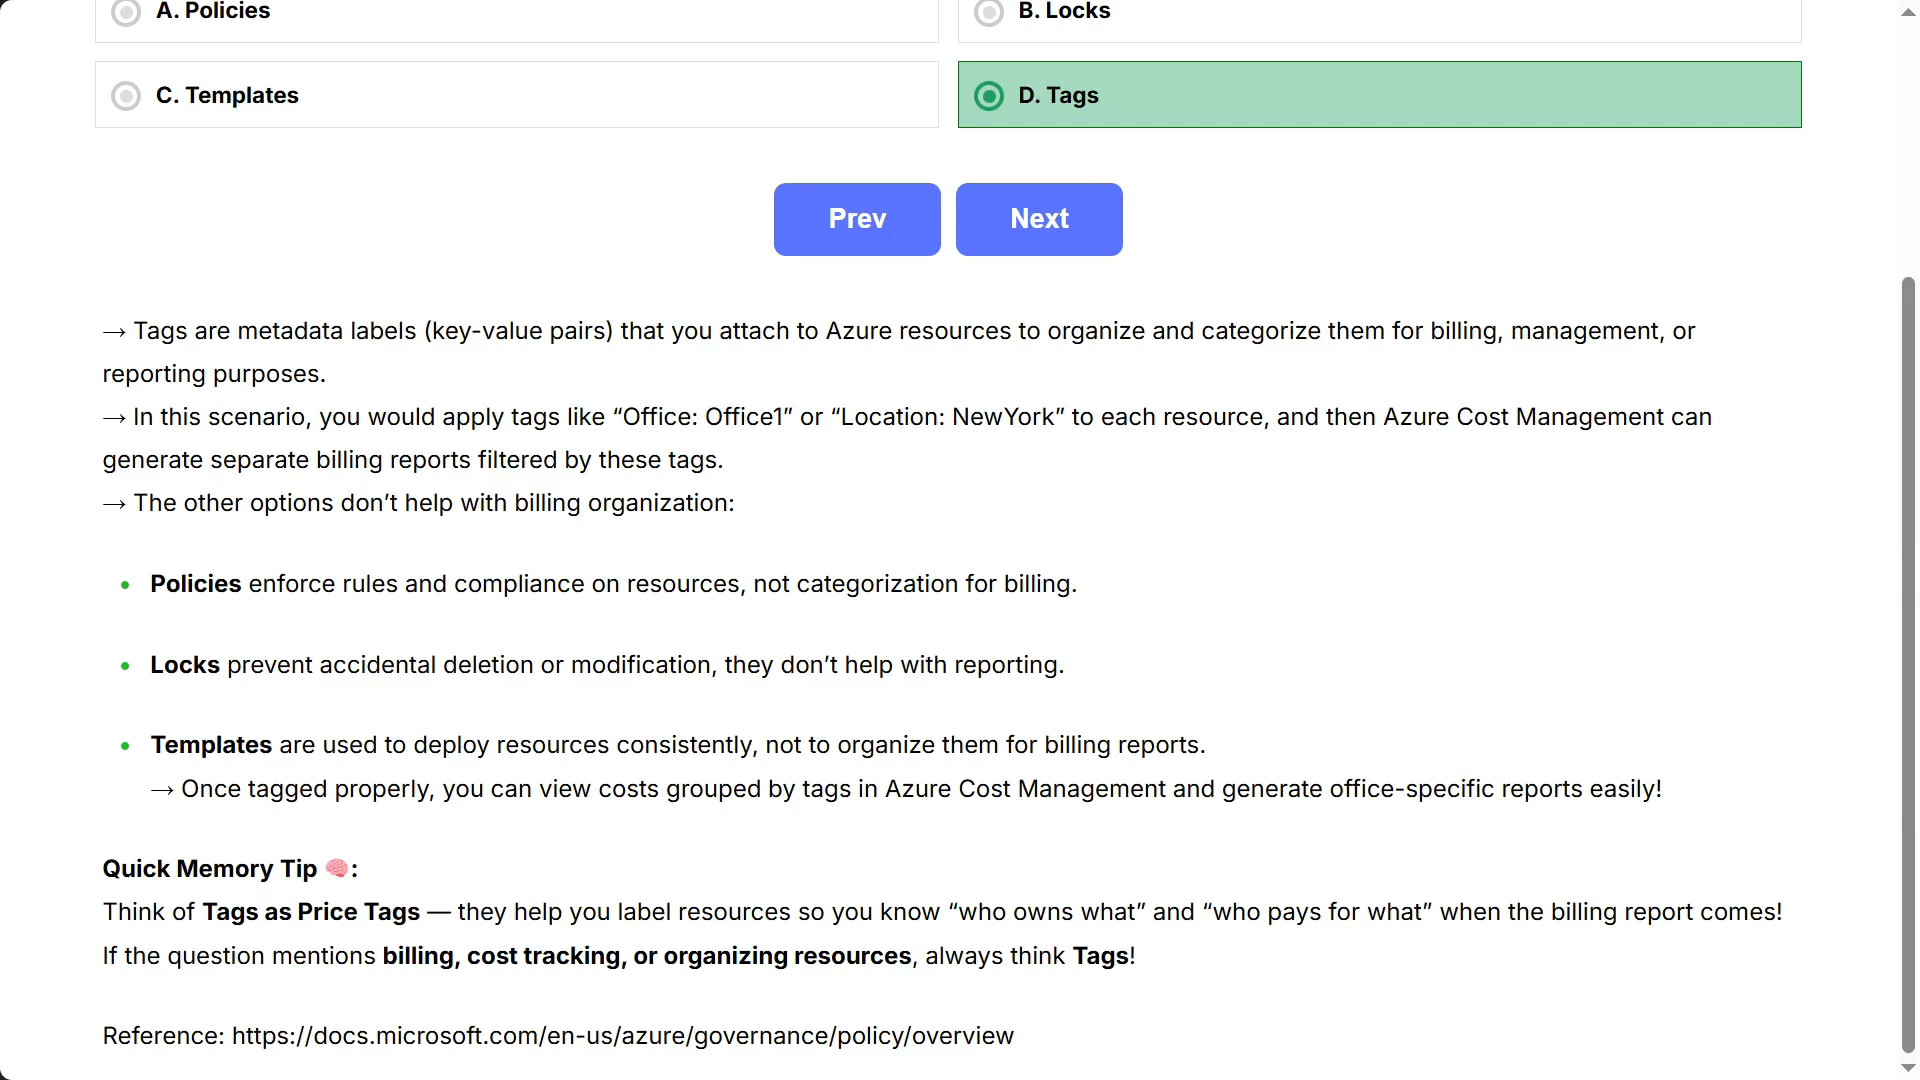 A. Policies
B. Locks
C. Templates
D. Tags
Prev
Next
→ Tags are metadata labels (key-value pairs) that you attach to Azure resources to organize and categorize them for billing, management, or
reporting purposes.
→ In this scenario, you would apply tags like “Office: Office1” or “Location: NewYork” to each resource, and then Azure Cost Management can
generate separate billing reports filtered by these tags.
→ The other options don’t help with billing organization:
• Policies enforce rules and compliance on resources, not categorization for billing.
• Locks prevent accidental deletion or modification, they don’t help with reporting.
• Templates are used to deploy resources consistently, not to organize them for billing reports.
→ Once tagged properly, you can view costs grouped by tags in Azure Cost Management and generate office-specific reports easily!
Quick Memory Tip 🧠:
Think of Tags as Price Tags — they help you label resources so you know “who owns what” and “who pays for what” when the billing report comes!
If the question mentions billing, cost tracking, or organizing resources, always think Tags!
Reference: https://docs.microsoft.com/en-us/azure/governance/policy/overview